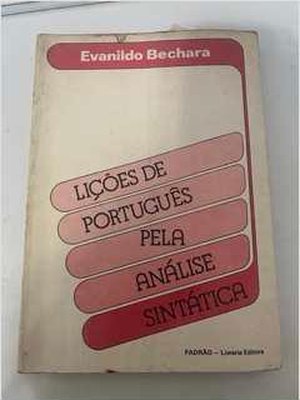 Evanildo Bechara
LIÇÕES DE
PORTUGUÊS
PELA
ANÁLISE
SINTÁTICA
PADRÃO – Livraria Editora